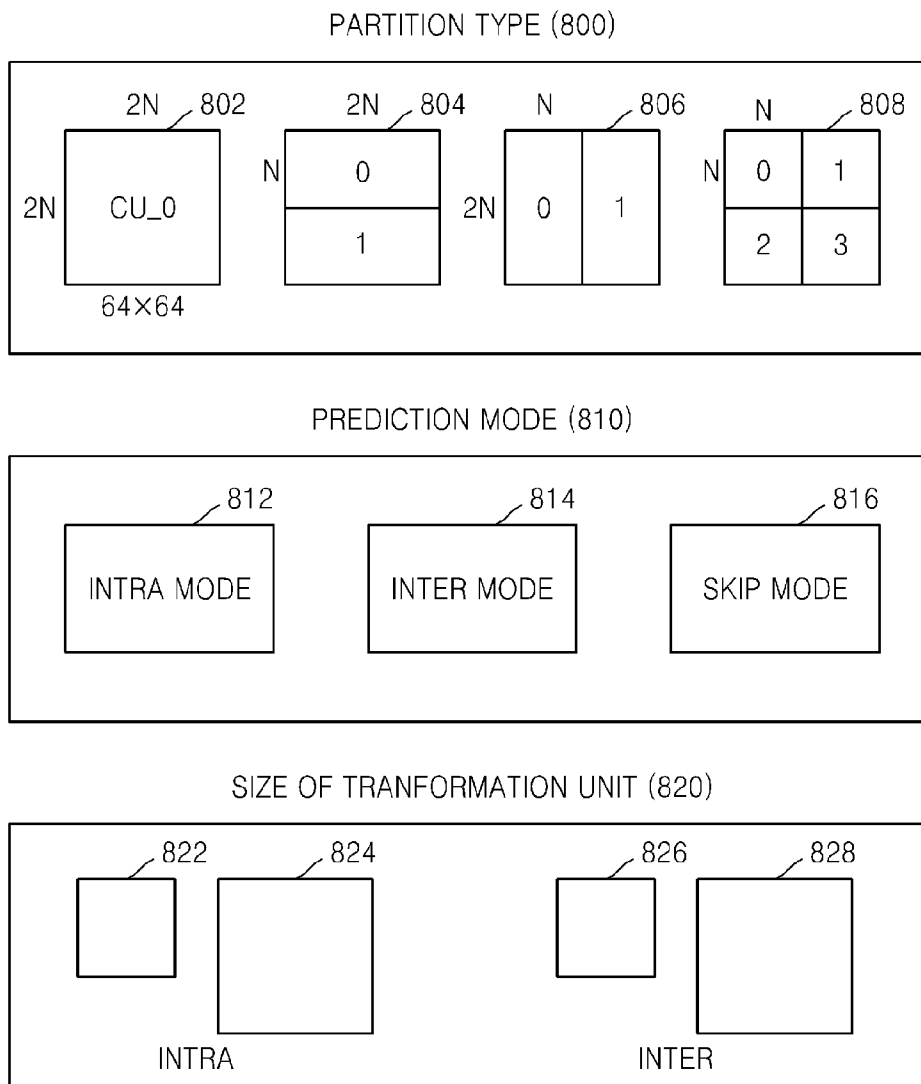 PARTITION TYPE (800)
2N 802 2N 804 N 806 N 808
2N CU_0 N 0 2N 0 1 N 0 1
1 2 3
64×64
PREDICTION MODE (810)
812 814 816
INTRA MODE INTER MODE SKIP MODE
SIZE OF TRANFORMATION UNIT (820)
822 824 826 828
INTRA INTER